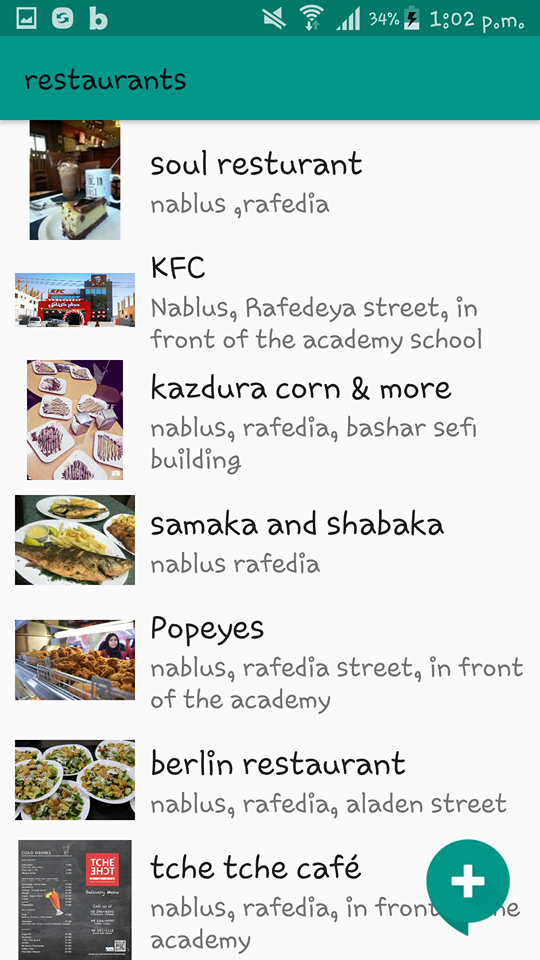 34% 1:02 p.m.
restaurants
soul resturant
nablus ,rafedia
KFC
Nablus, Rafedeya street, in
front of the academy school
kazdura corn & more
nablus, rafedia, bashar sefi
building
samaka and shabaka
nablus rafedia
Popeyes
nablus, rafedia street, in front
of the academy
berlin restaurant
nablus, rafedia, aladen street
COLD DRINKS
TCHE
TCHE
Delivery Menu
tche tche café
nablus, rafedia, in front
academy